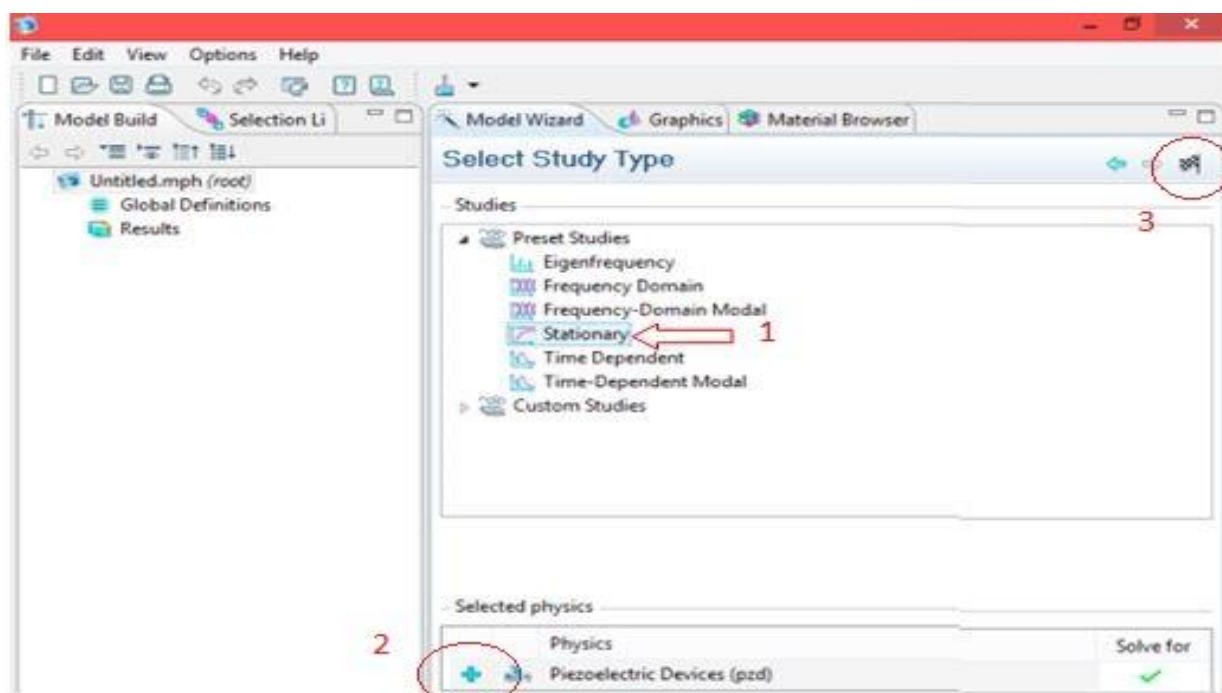 File Edit View Options Help
Model Build Selection Li
Model Wizard Graphics Material Browser
Untitled.mph (root)
Global Definitions
Results
Select Study Type
3
Studies
Preset Studies
Eigenfrequency
Frequency Domain
Frequency-Domain Modal
Stationary 1
Time Dependent
Time-Dependent Modal
Custom Studies
Selected physics
2
Physics Solve for
Piezoelectric Devices (pzd)